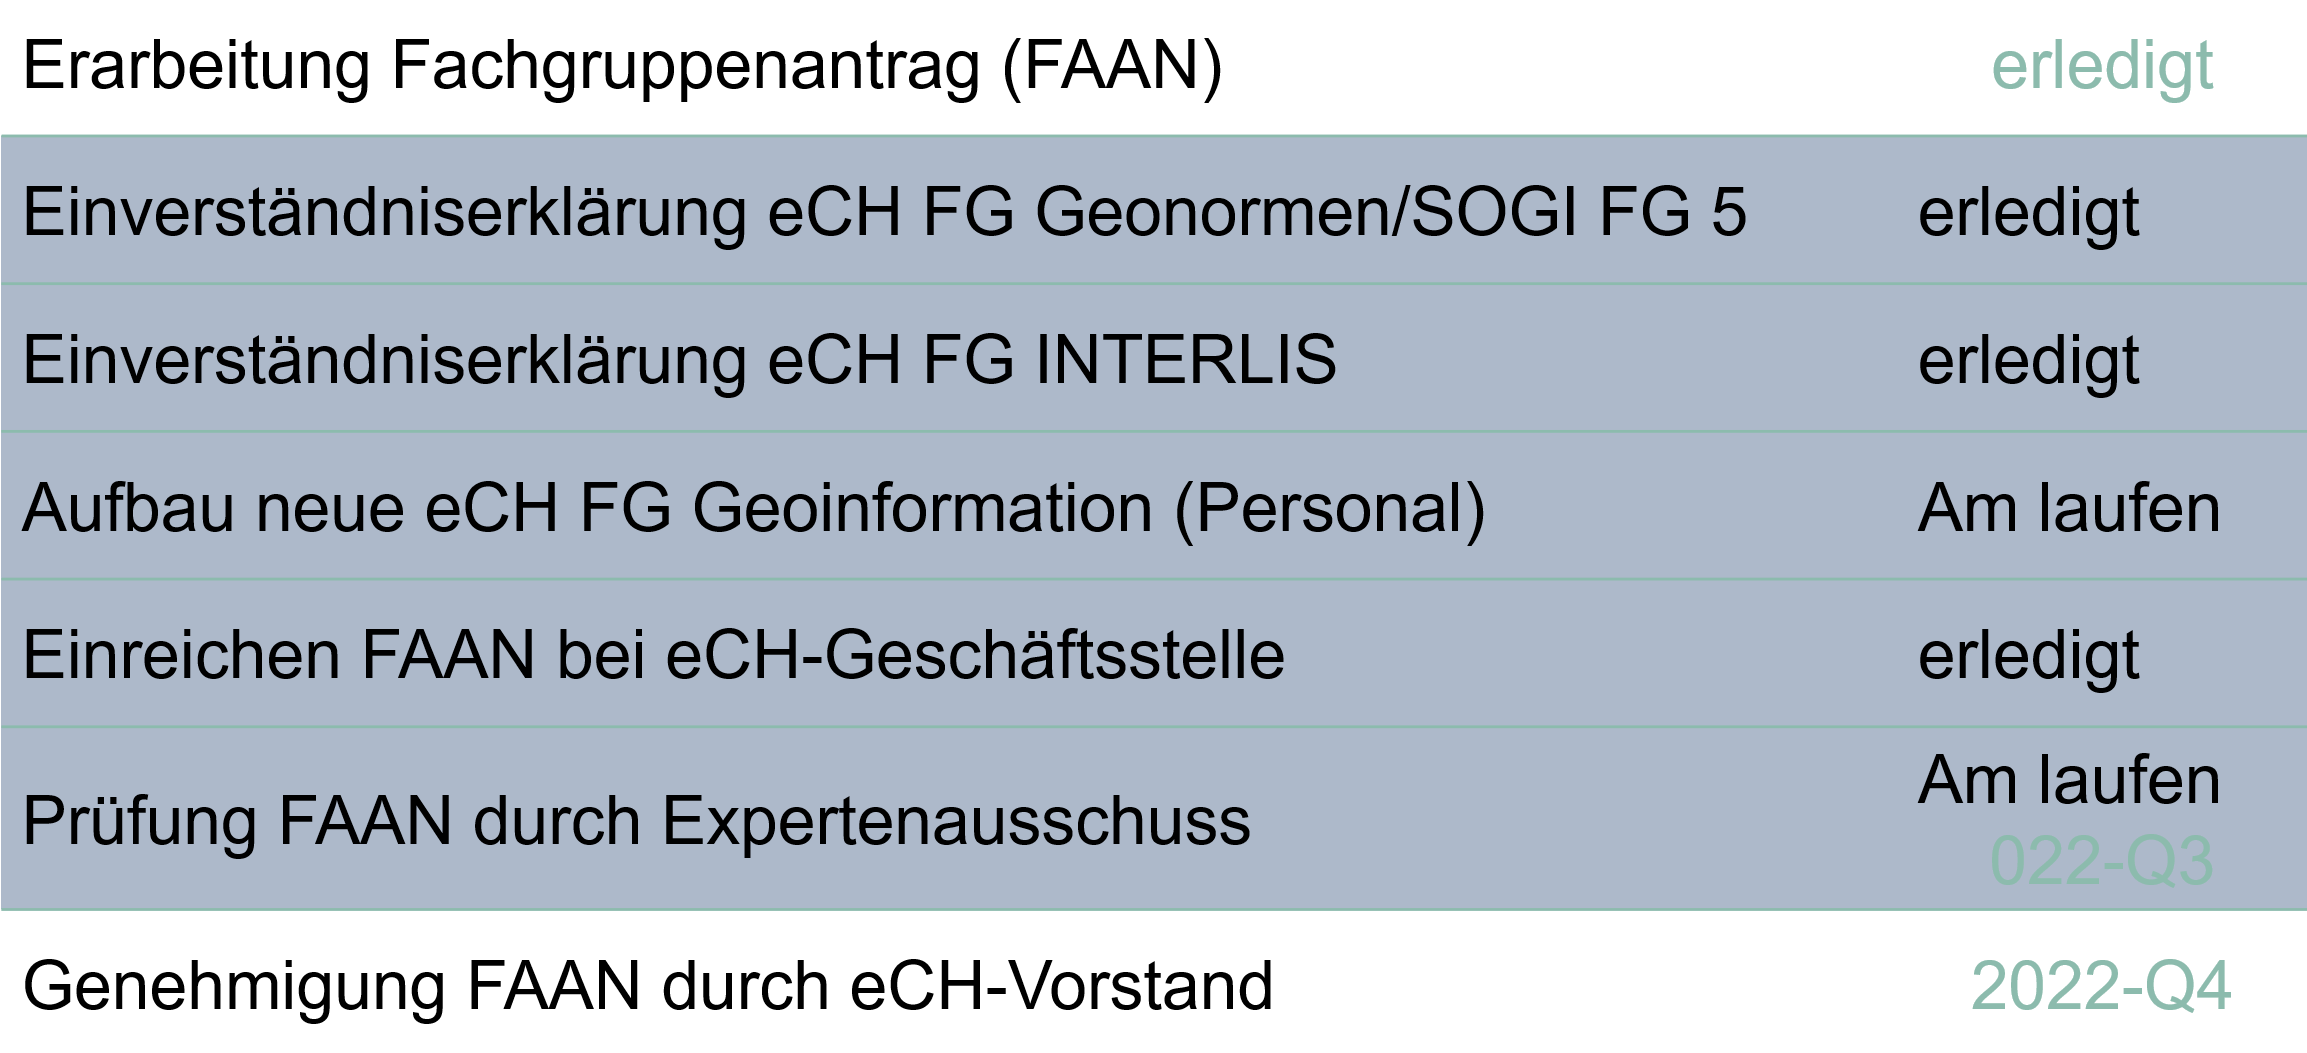 Erarbeitung Fachgruppenantrag (FAAN) erledigt
Einverständniserklärung eCH FG Geonormen/SOGI FG 5 erledigt
Einverständniserklärung eCH FG INTERLIS erledigt
Aufbau neue eCH FG Geoinformation (Personal) Am laufen
Einreichen FAAN bei eCH-Geschäftsstelle erledigt
Prüfung FAAN durch Expertenausschuss Am laufen
022-Q3
Genehmigung FAAN durch eCH-Vorstand 2022-Q4